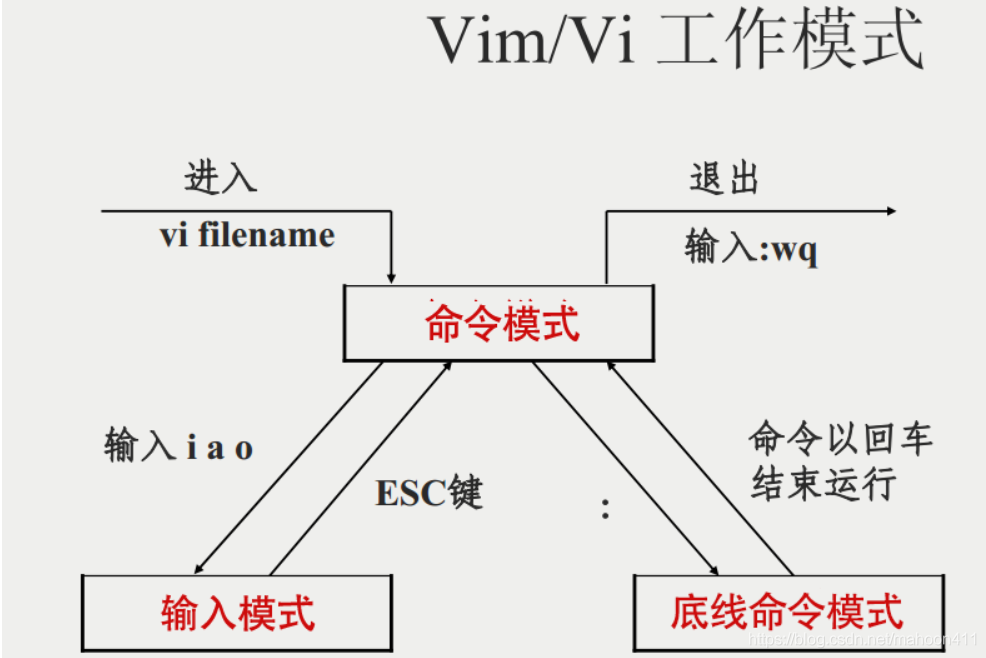 Vim/Vi 工作模式
进入
vi filename
退出
输入:wq
命令模式
输入 i a o
ESC键
:
命令以回车
结束运行
输入模式
底线命令模式
https://blog.csdn.net/mahoon411